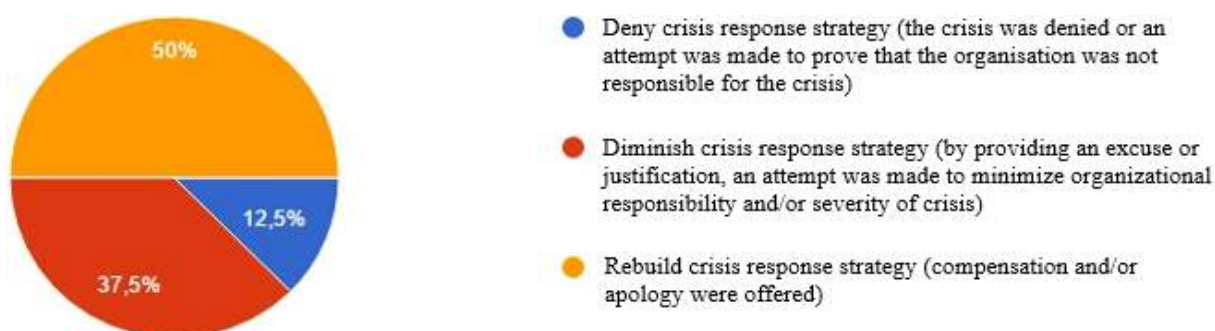 50%
12,5%
37,5%
Deny crisis response strategy (the crisis was denied or an
attempt was made to prove that the organisation was not
responsible for the crisis)
Diminish crisis response strategy (by providing an excuse or
justification, an attempt was made to minimize organizational
responsibility and/or severity of crisis)
Rebuild crisis response strategy (compensation and/or
apology were offered)